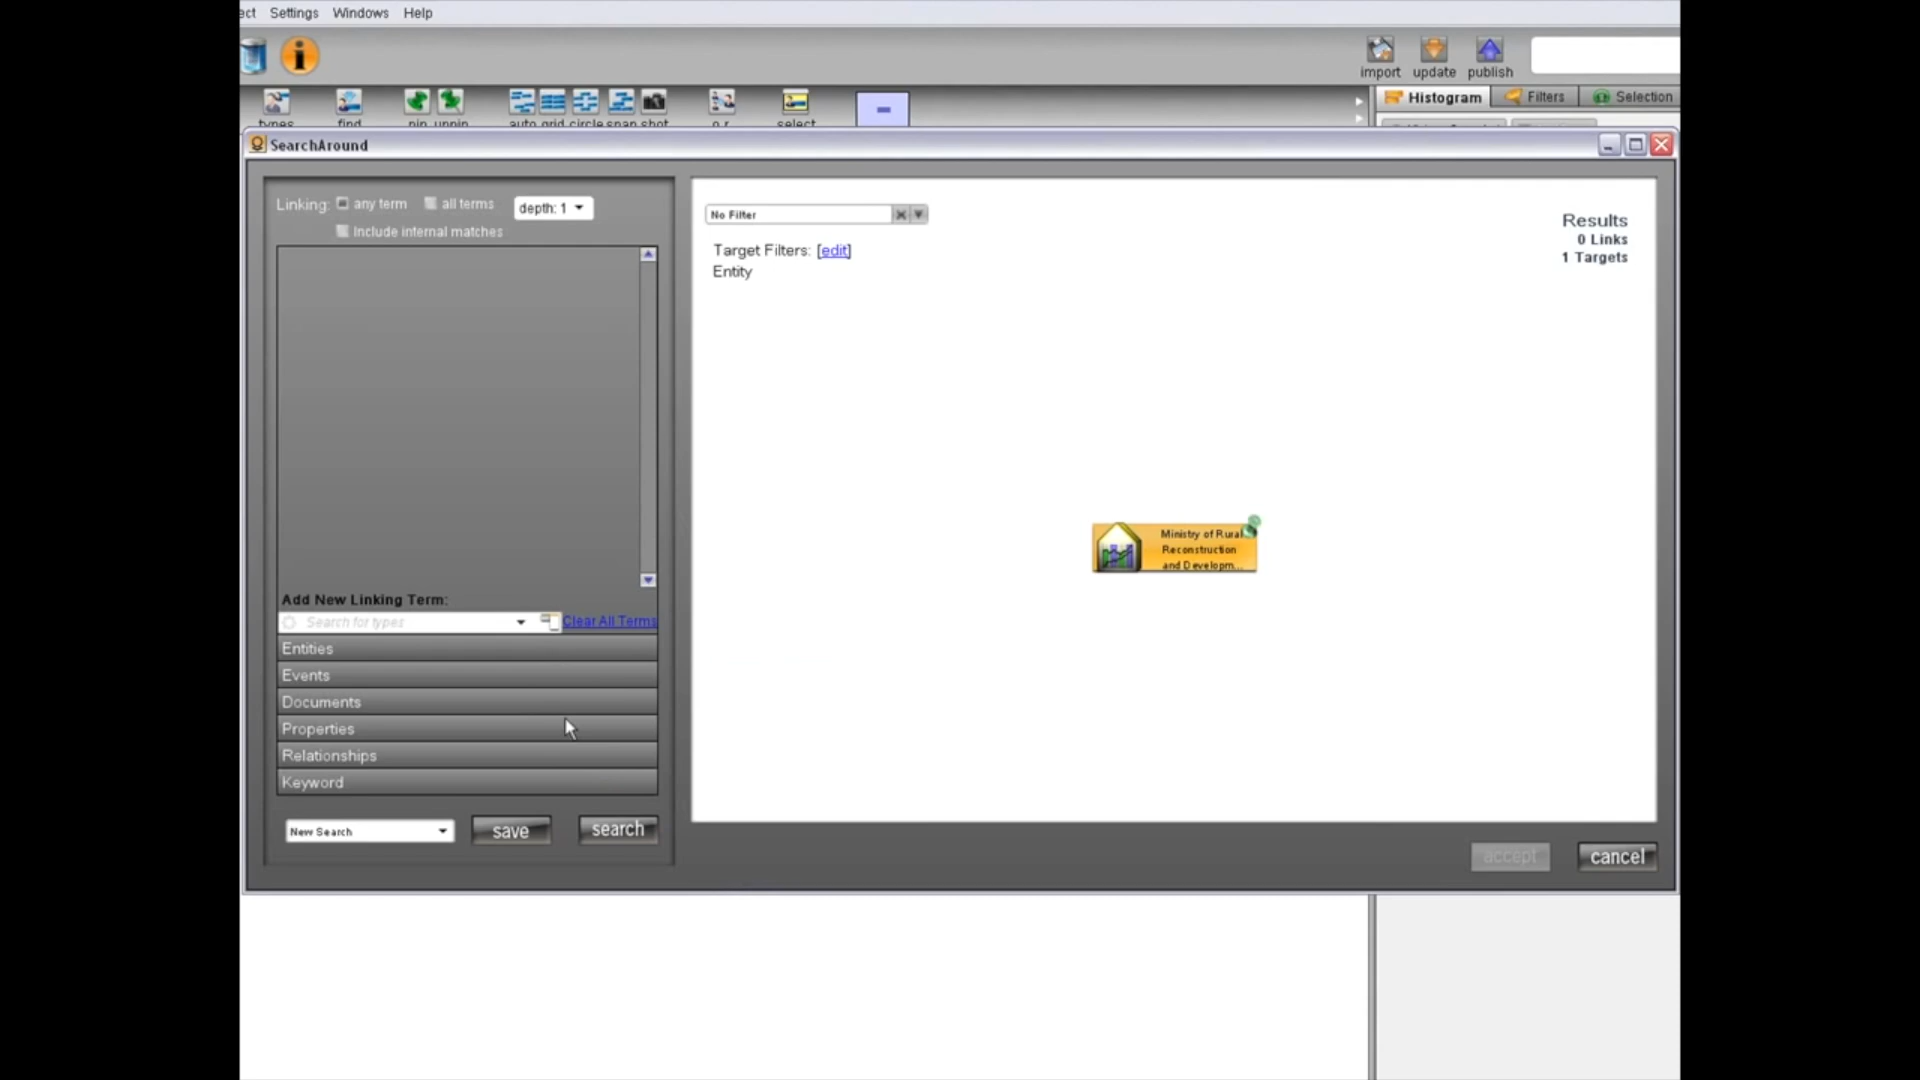 ect Settings Windows Help
import update publish
types find pin unpin auto grid circle snap shot select
Histogram Filters Selection
SearchAround
Linking: any term all terms depth: 1
Include internal matches
No Filter
Target Filters: [edit]
Entity
Results
0 Links
1 Targets
Ministry of Rural
Reconstruction
and Developm...
Add New Linking Term:
Search for types Clear All Terms
Entities
Events
Documents
Properties
Relationships
Keyword
New Search save search
accept cancel